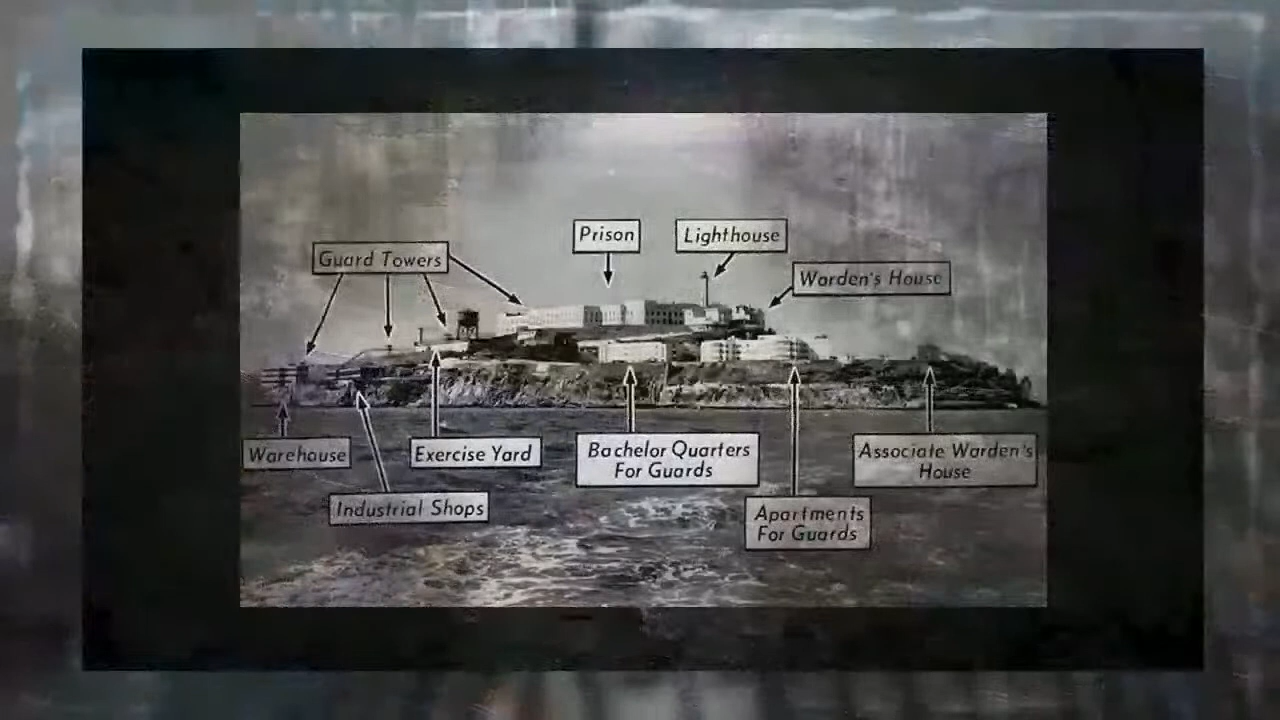 Prison
Lighthouse
Guard Towers
Warden's House
Warehouse
Exercise Yard
Bachelor Quarters
For Guards
Associate Warden's
House
Industrial Shops
Apartments
For Guards